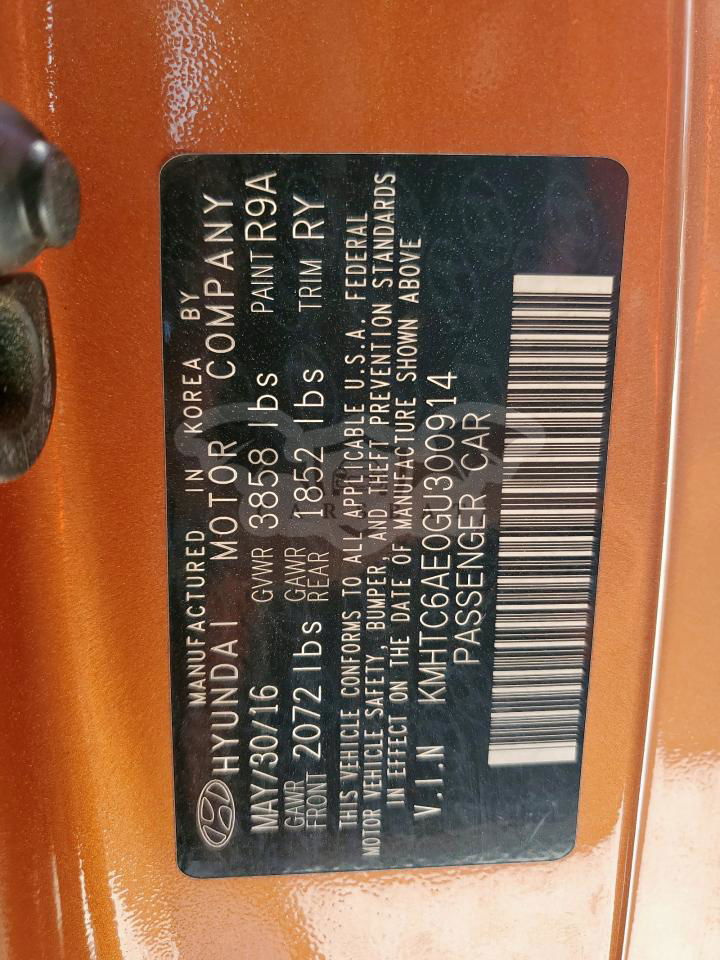 MANUFACTURED IN KOREA BY
HYUNDAI MOTOR COMPANY
MAY/30/16 GVWR 3858 lbs PAINT R9A
GAWR FRONT 2072 lbs GAWR REAR 1852 lbs TRIM RY
THIS VEHICLE CONFORMS TO ALL APPLICABLE U.S.A. FEDERAL
MOTOR VEHICLE SAFETY, BUMPER, AND THEFT PREVENTION STANDARDS
IN EFFECT ON THE DATE OF MANUFACTURE SHOWN ABOVE
V.I.N KMHTC6AE0GU300914
PASSENGER CAR